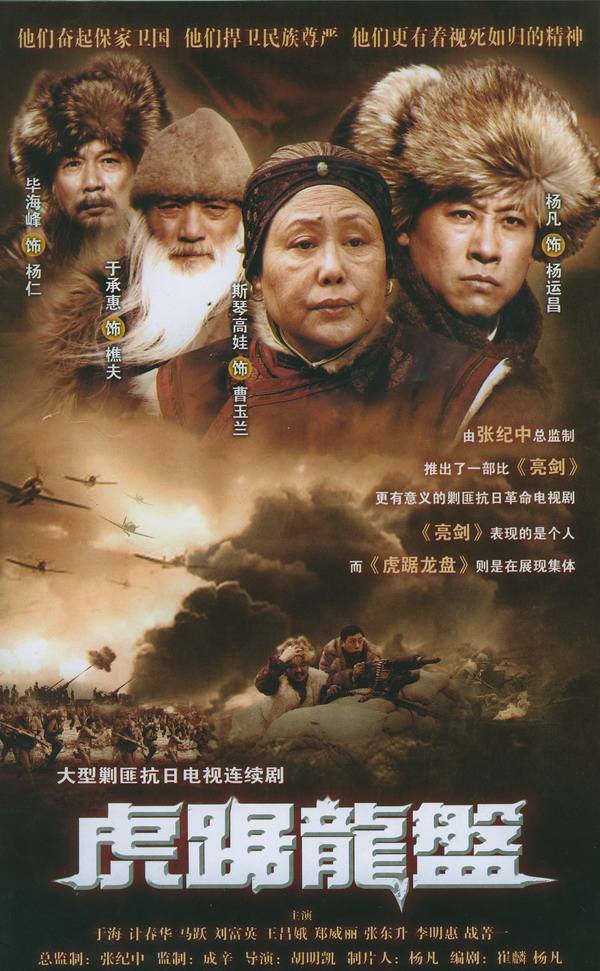 他们奋起保家卫国 他们捍卫民族尊严 他们更有着视死如归的精神
毕海峰 饰 杨仁
于承惠 饰 樵夫
斯琴高娃 饰 曹玉兰
杨凡 饰 杨运昌
由张纪中总监制
推出了一部比《亮剑》
更有意义的剿匪抗日革命电视剧
《亮剑》表现的是个人
而《虎踞龙盘》则是在展现集体
大型剿匪抗日电视连续剧
虎踞龍盤
主演
于海 计春华 马跃 刘富英 王昌娥 郑威丽 张东升 李明惠 战菁一
总监制：张纪中 监制：成辛 导演：胡明凯 制片人：杨凡 编剧：崔麟 杨凡